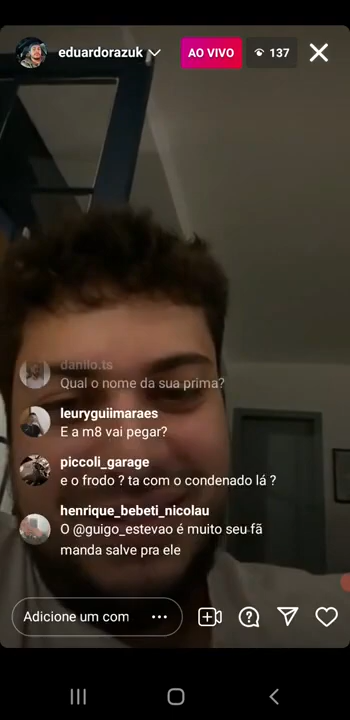 eduardorazuk
AO VIVO
137
danilo.ts
Qual o nome da sua prima?
leuryguiimaraes
E a m8 vai pegar?
piccoli_garage
e o frodo ? ta com o condenado lá ?
henrique_bebeti_nicolau
O @guigo_estevao é muito seu fã
manda salve pra ele
Adicione um com